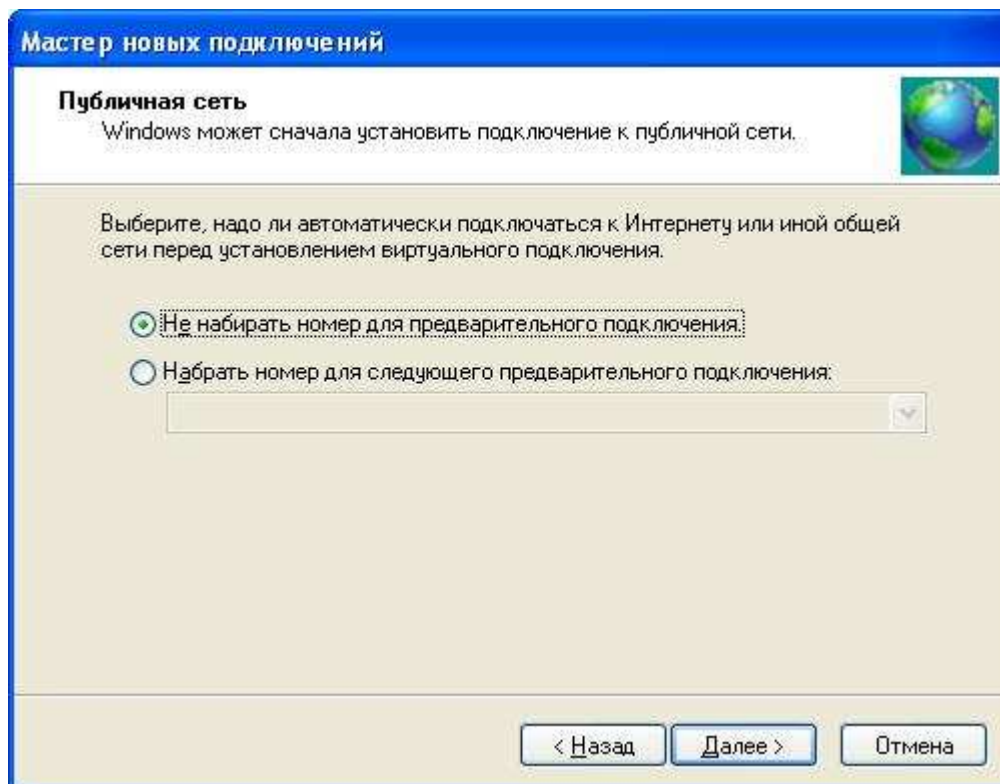 Мастер новых подключений
Публичная сеть
Windows может сначала установить подключение к публичной сети.
Выберите, надо ли автоматически подключаться к Интернету или иной общей
сети перед установлением виртуального подключения.
Не набирать номер для предварительного подключения.
Набрать номер для следующего предварительного подключения:
< Назад
Далее >
Отмена